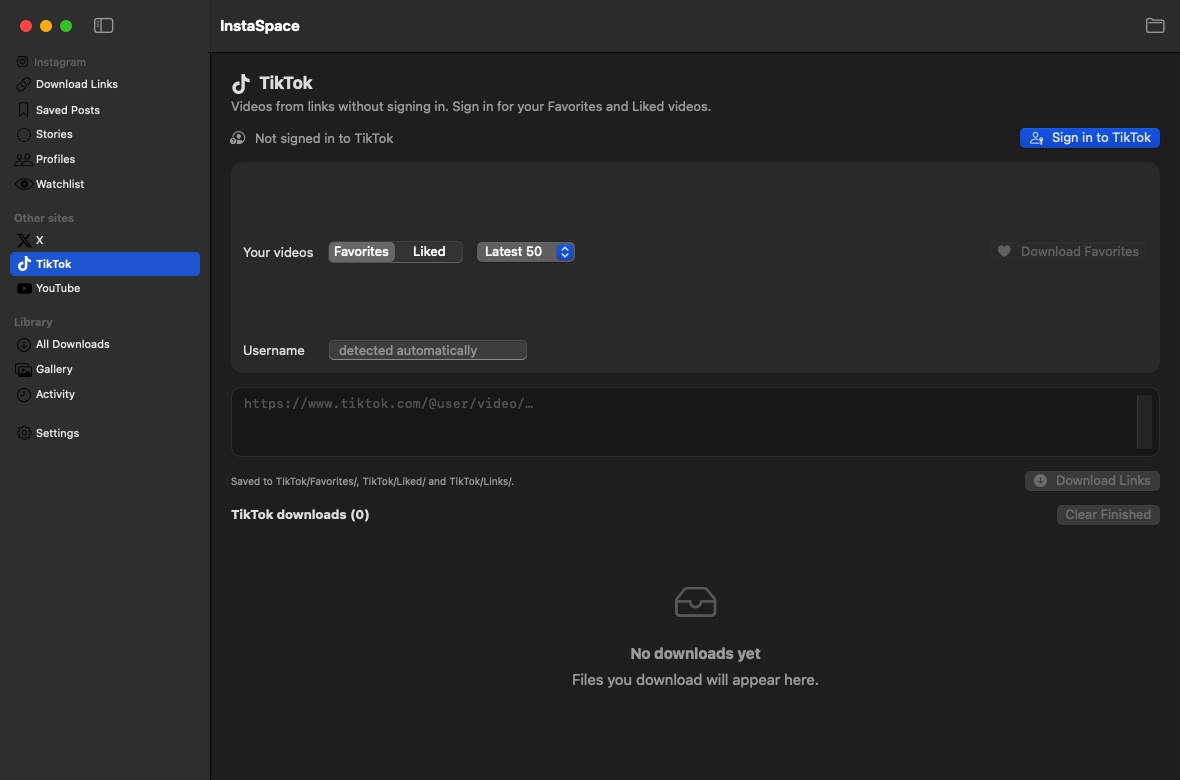 InstaSpace
Instagram
Download Links
Saved Posts
Stories
Profiles
Watchlist
Other sites
X
TikTok
YouTube
Library
All Downloads
Gallery
Activity
Settings
TikTok
Videos from links without signing in. Sign in for your Favorites and Liked videos.
Not signed in to TikTok
Sign in to TikTok
Your videos Favorites Liked Latest 50 Download Favorites
Username detected automatically
https://www.tiktok.com/@user/video/…
Saved to TikTok/Favorites/, TikTok/Liked/ and TikTok/Links/.
Download Links
TikTok downloads (0)
Clear Finished
No downloads yet
Files you download will appear here.